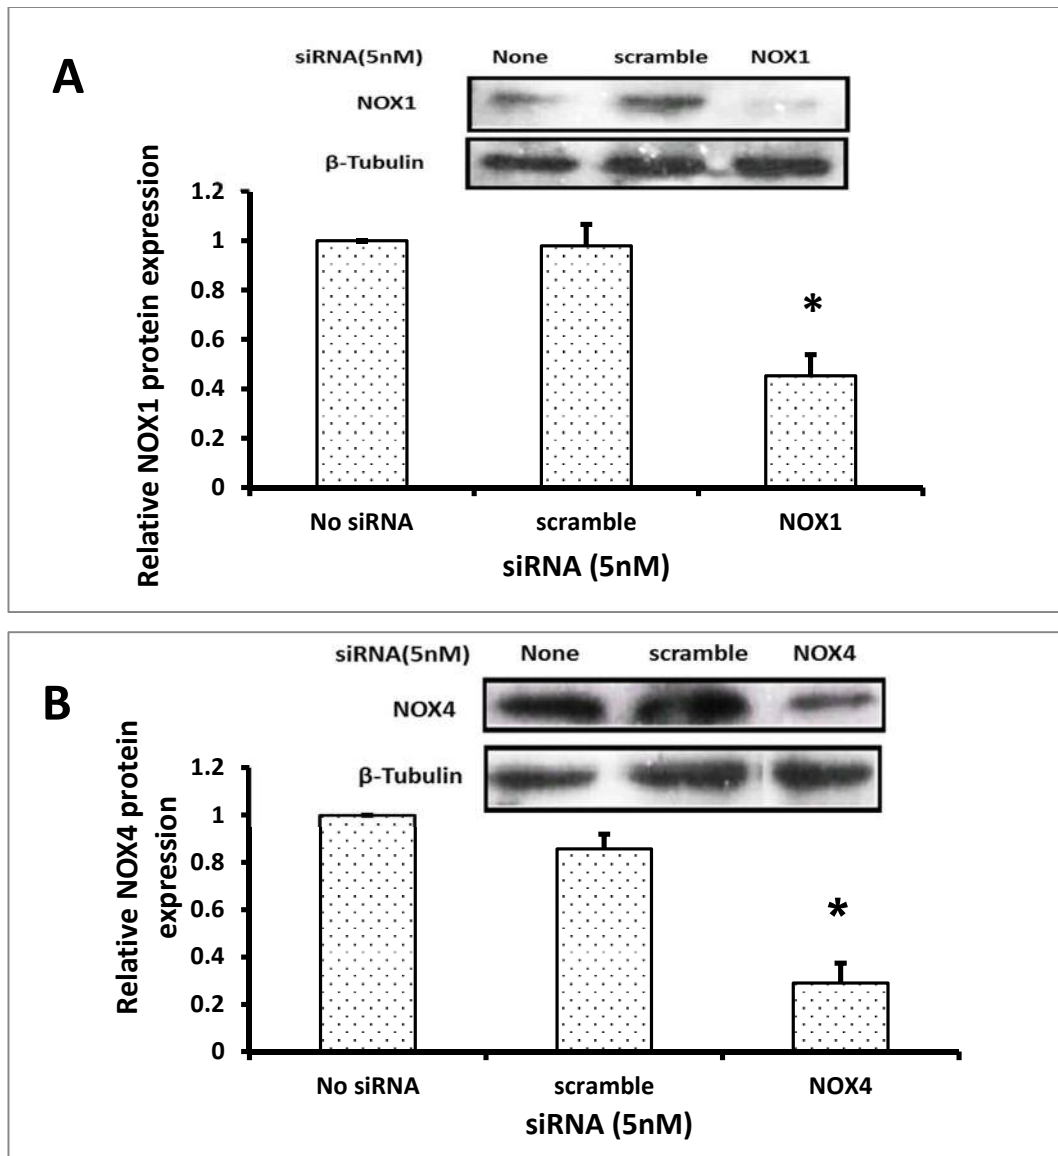 A
siRNA(5nM) None scramble NOX1
NOX1
β-Tubulin
Relative NOX1 protein expression
1.2
1
0.8
0.6
0.4
0.2
0
*
No siRNA scramble NOX1
siRNA (5nM)
B
siRNA(5nM) None scramble NOX4
NOX4
β-Tubulin
Relative NOX4 protein
expression
1.2
1
0.8
0.6
0.4
0.2
0
*
No siRNA scramble NOX4
siRNA (5nM)